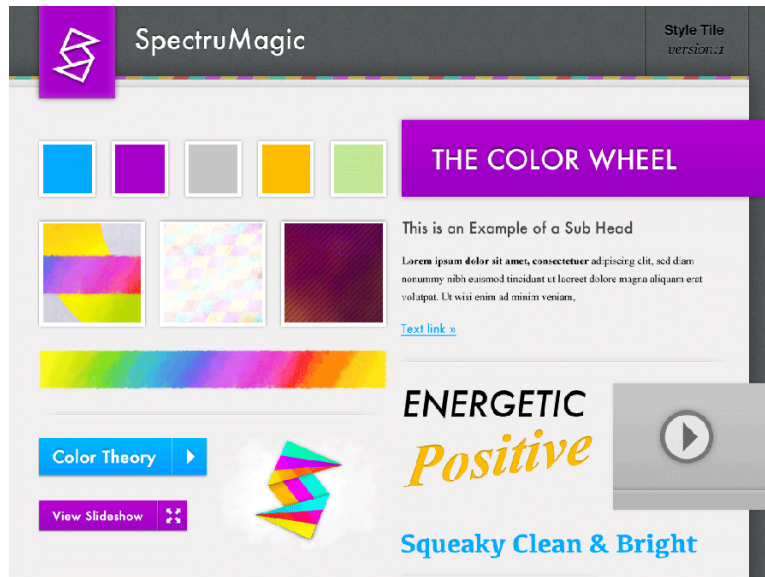 SpectruMagic
Style Tile
version:1
THE COLOR WHEEL
This is an Example of a Sub Head
Lorem ipsum dolor sit amet, consectetuer adipiscing elit, sed diam
nonummy nibh euismod tincidunt ut laoreet dolore magna aliquam erat
volutpat. Ut wisi enim ad minim veniam,
Text link »
ENERGETIC
Positive
Color Theory
View Slideshow
Squeaky Clean & Bright